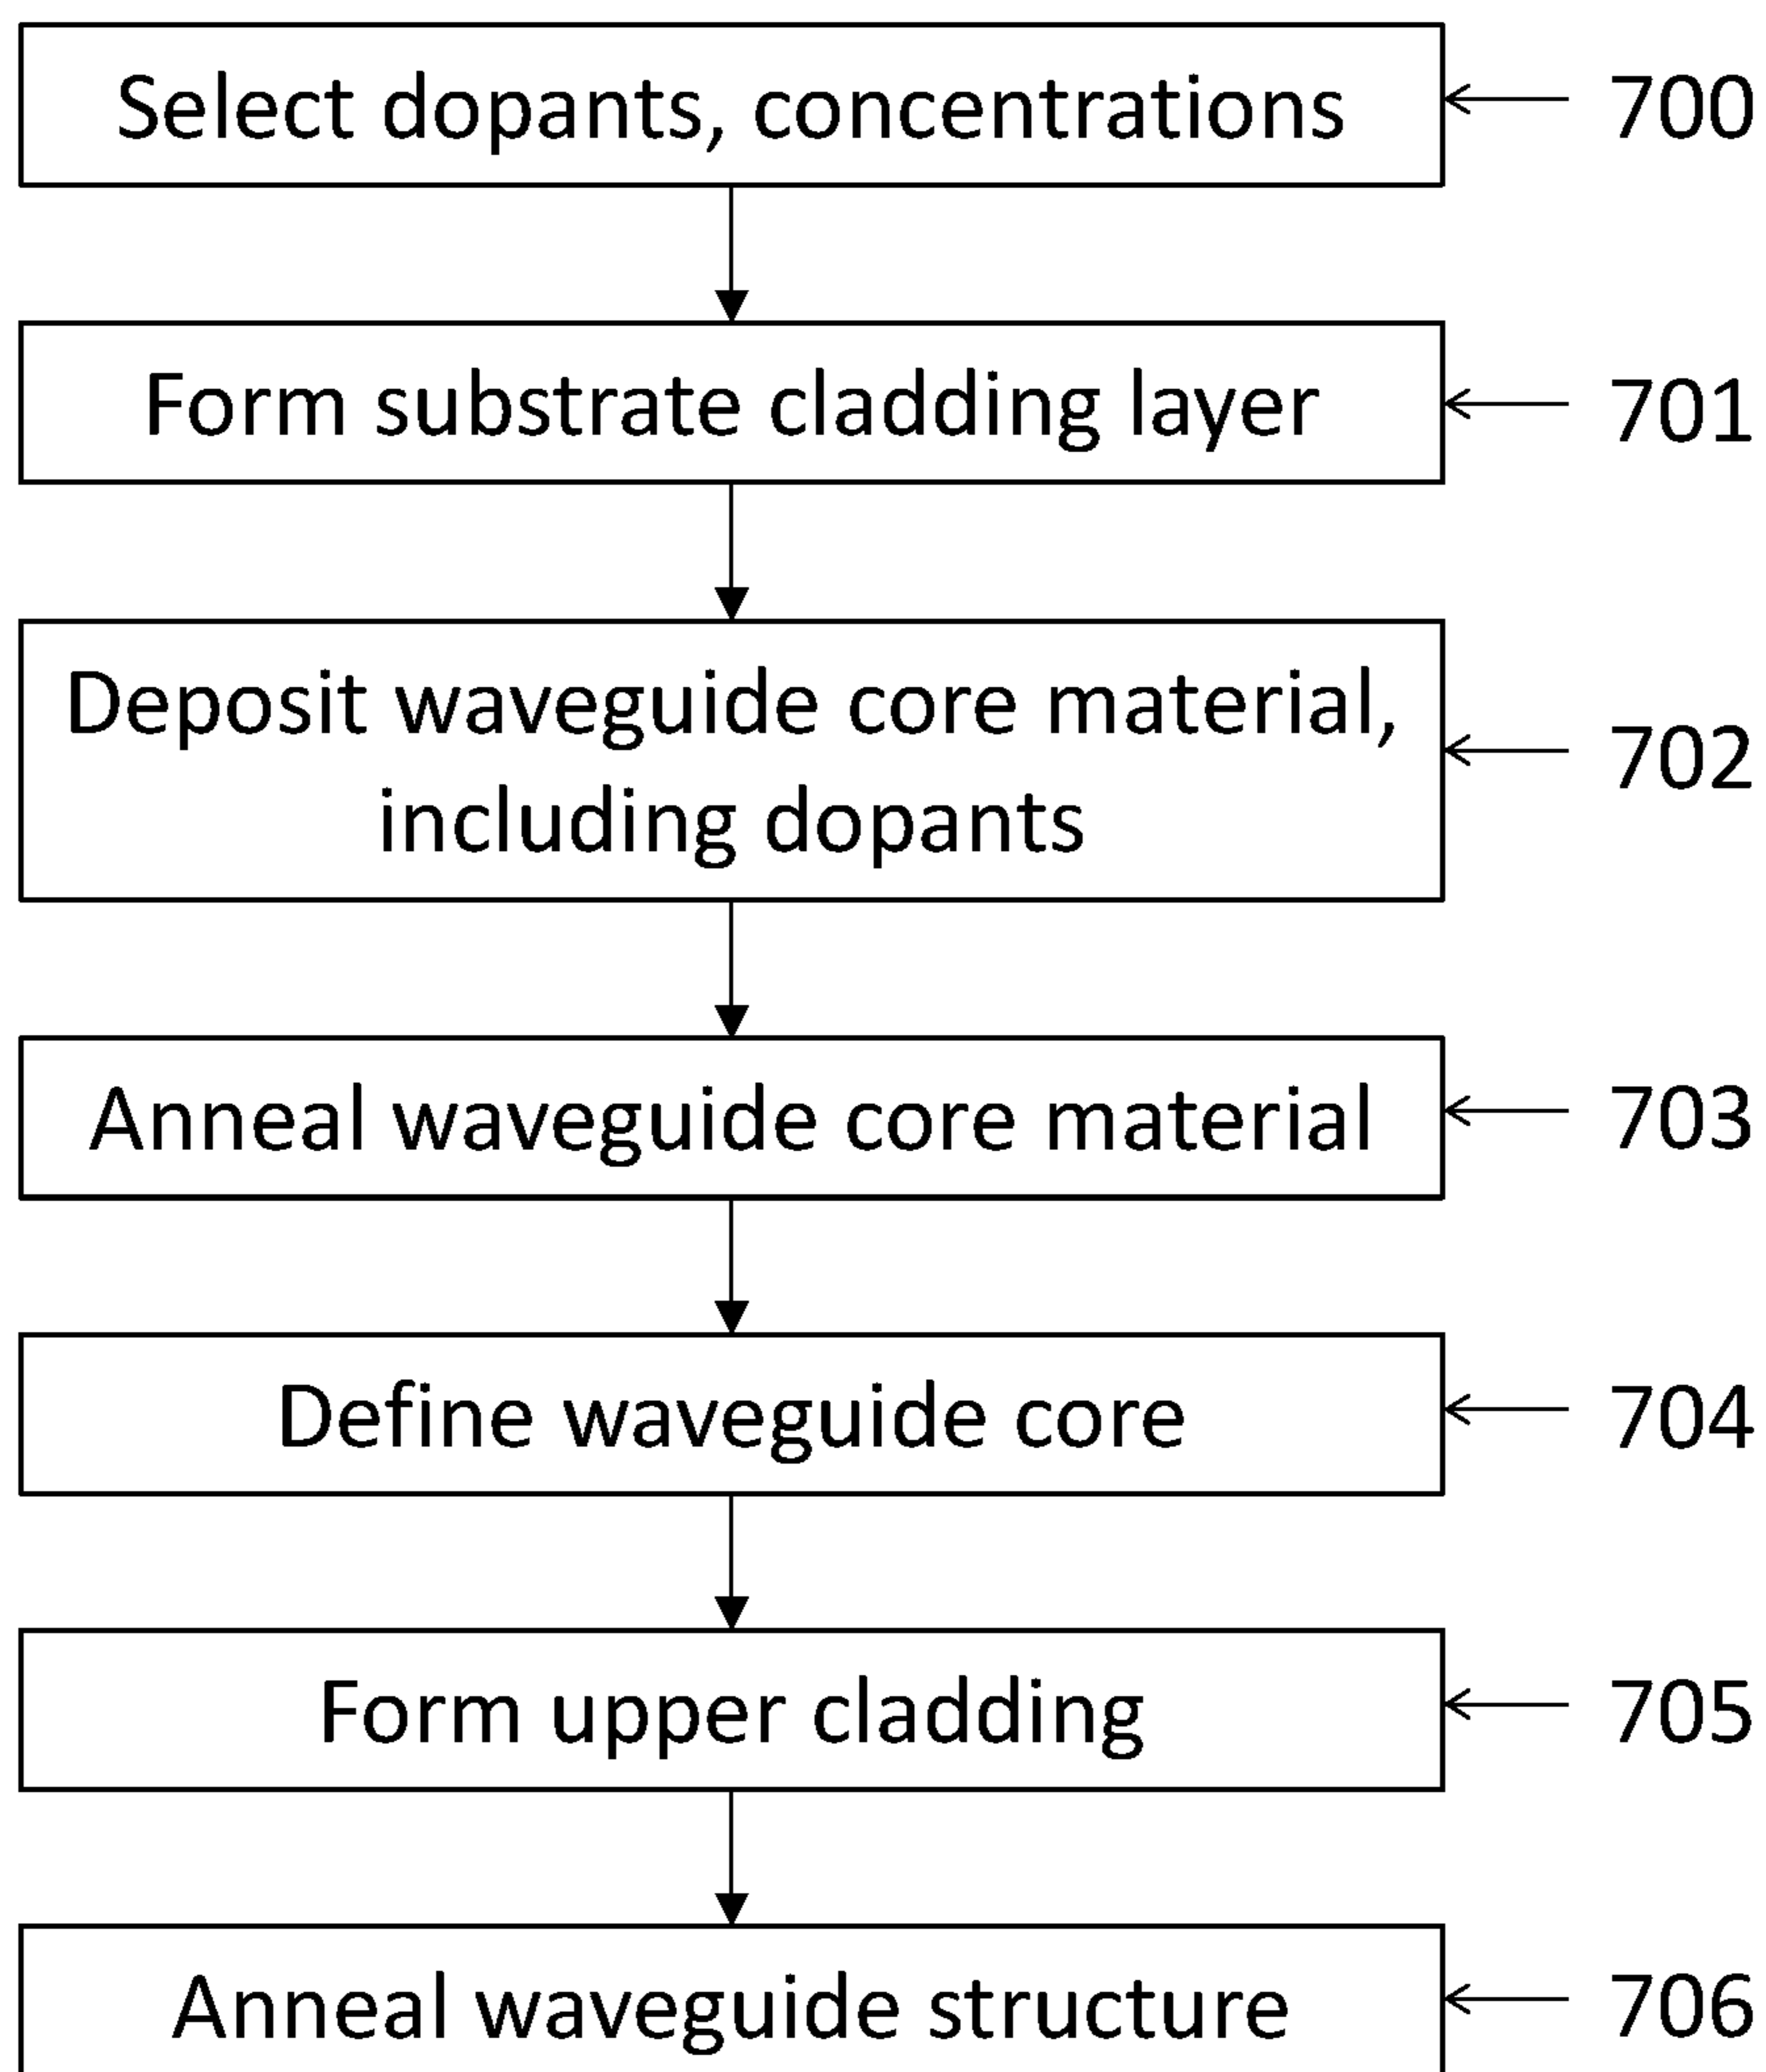 Select dopants, concentrations
700
Form substrate cladding layer
701
Deposit waveguide core material,
including dopants
702
Anneal waveguide core material
703
Define waveguide core
704
Form upper cladding
705
Anneal waveguide structure
706